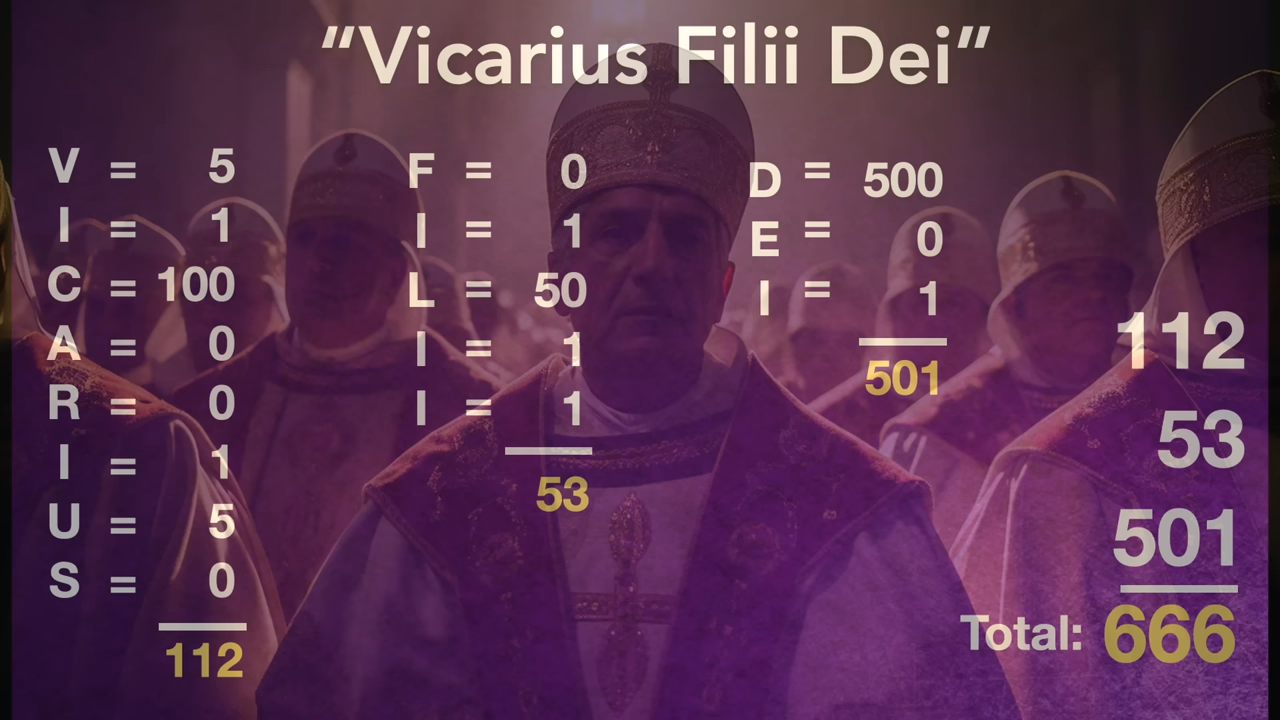 “Vicarius Filii Dei”
V = 5
I = 1
C = 100
A = 0
R = 0
I = 1
U = 5
S = 0
112
F = 0
I = 1
L = 50
I = 1
I = 1
53
D = 500
E = 0
I = 1
501
112
53
501
Total: 666